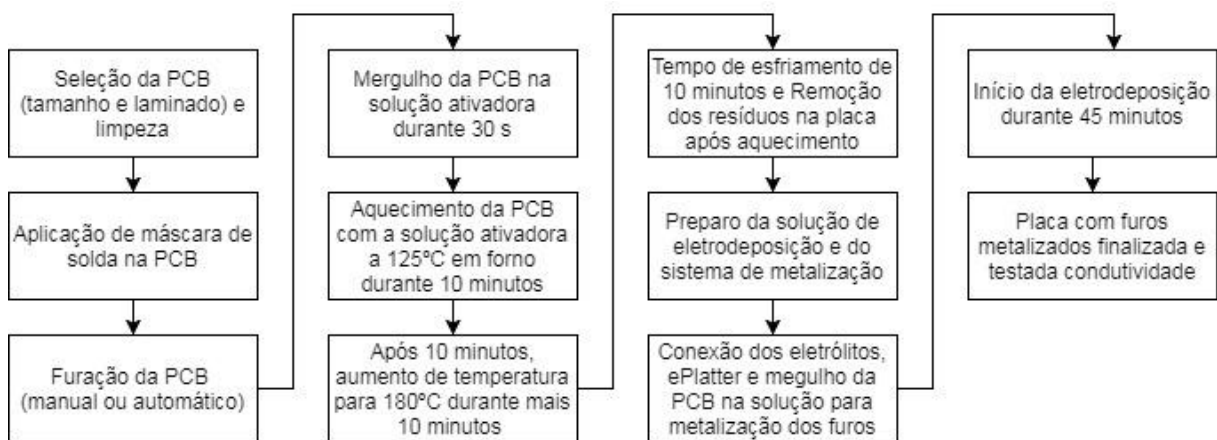 Seleção da PCB
(tamanho e laminado) e
limpeza
Aplicação de máscara de
solda na PCB
Furação da PCB
(manual ou automático)
Mergulho da PCB na
solução ativadora
durante 30 s
Aquecimento da PCB
com a solução ativadora
a 125ºC em forno
durante 10 minutos
Após 10 minutos,
aumento de temperatura
para 180ºC durante mais
10 minutos
Tempo de esfriamento de
10 minutos e Remoção
dos resíduos na placa
após aquecimento
Preparo da solução de
eletrodeposição e do
sistema de metalização
Conexão dos eletrólitos,
ePlatter e megulho da
PCB na solução para
metalização dos furos
Início da eletrodeposição
durante 45 minutos
Placa com furos
metalizados finalizada e
testada condutividade